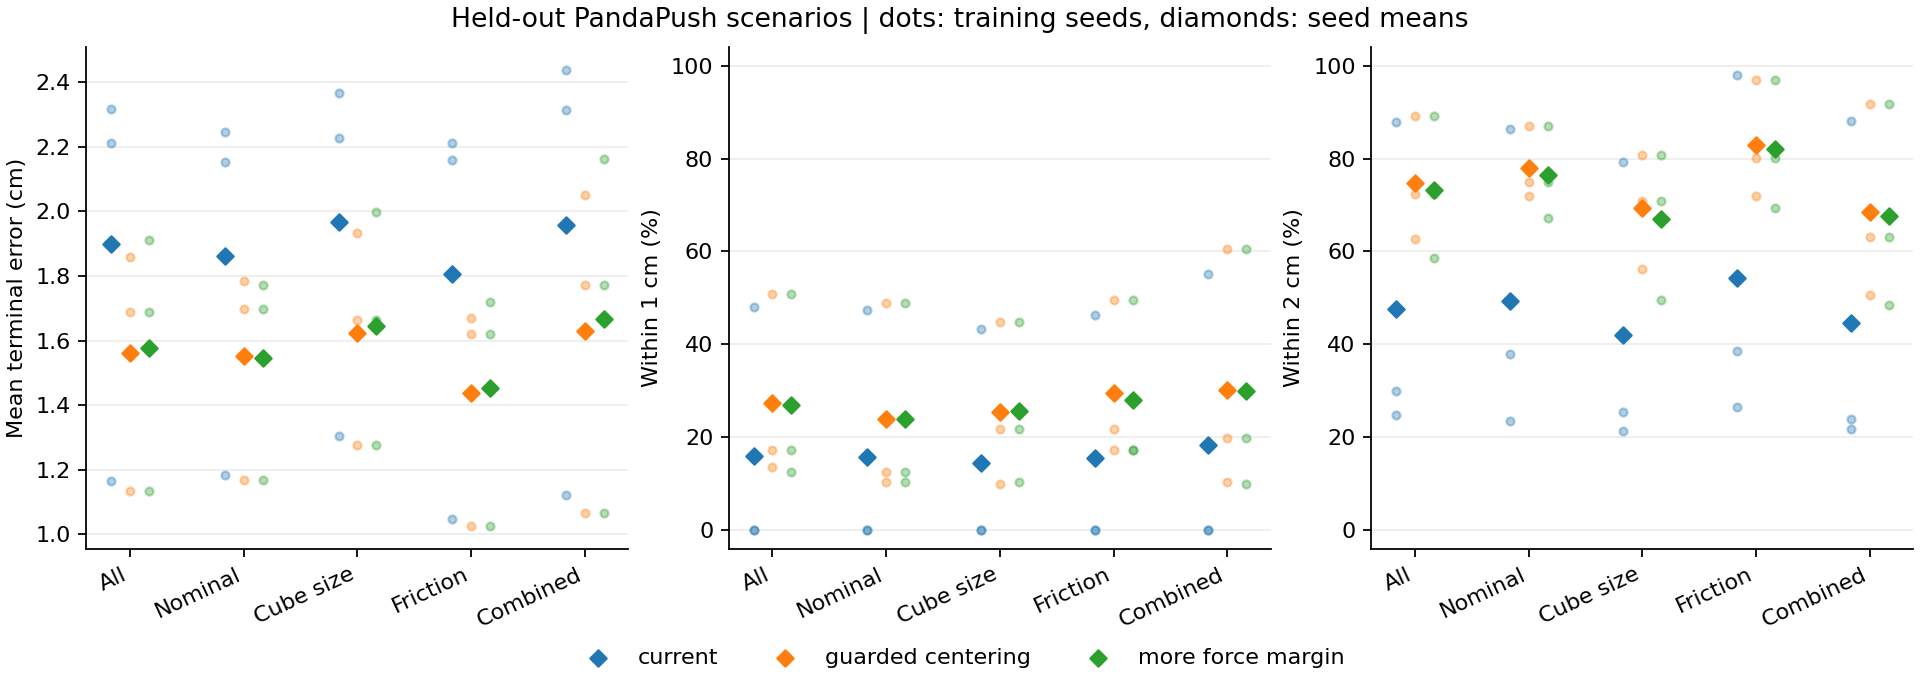 Held-out PandaPush scenarios | dots: training seeds, diamonds: seed means
Mean terminal error (cm)
2.4
2.2
2.0
1.8
1.6
1.4
1.2
1.0
All
Nominal
Cube size
Friction
Combined
Within 1 cm (%)
100
80
60
40
20
0
All
Nominal
Cube size
Friction
Combined
Within 2 cm (%)
100
80
60
40
20
0
All
Nominal
Cube size
Friction
Combined
current
guarded centering
more force margin